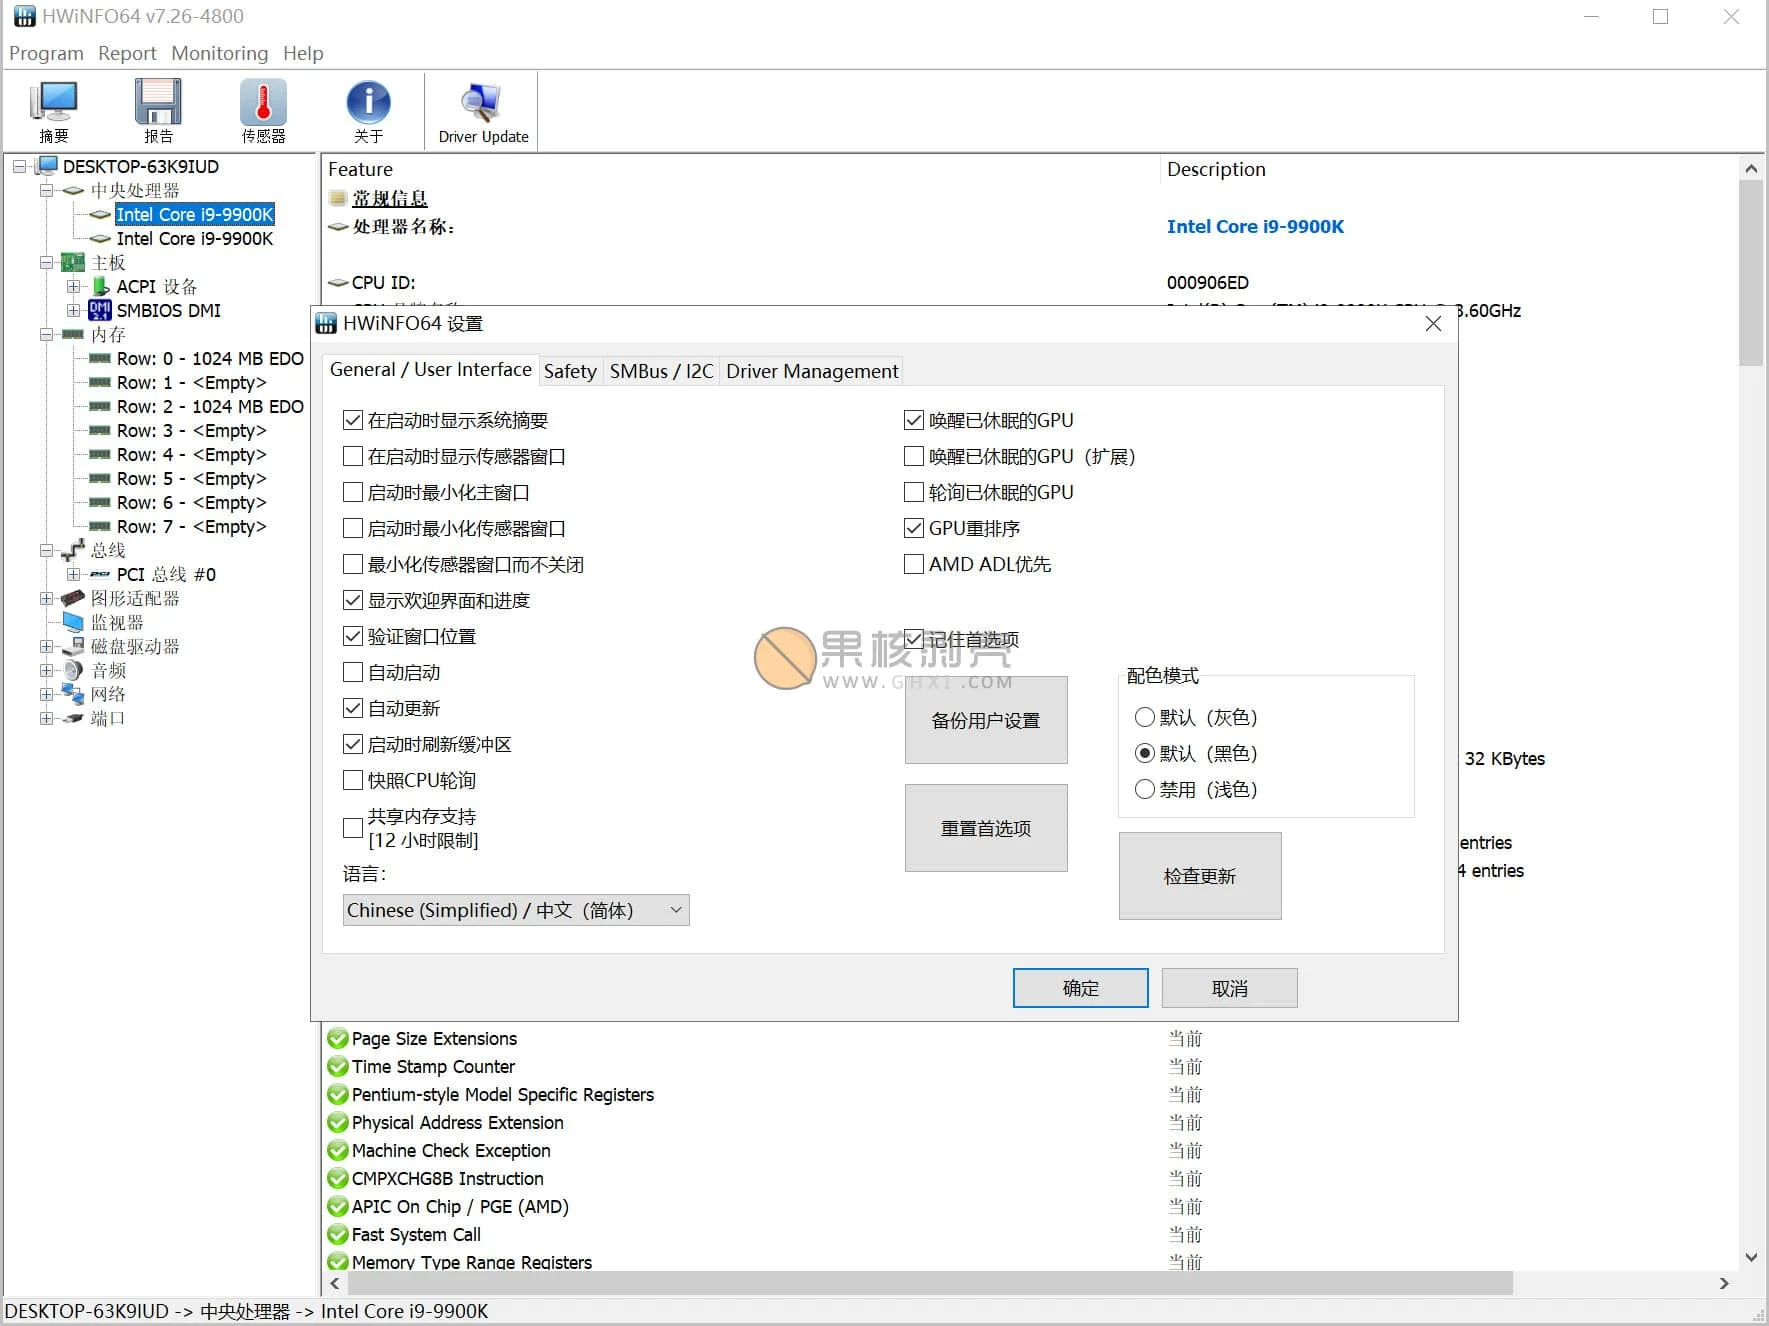 HWiNFO64 v7.26-4800
Program Report Monitoring Help
摘要 报告 传感器 关于 Driver Update
DESKTOP-63K9IUD
中央处理器
Intel Core i9-9900K
Intel Core i9-9900K
主板
ACPI 设备
SMBIOS DMI
内存
Row: 0 - 1024 MB EDO
Row: 1 - <Empty>
Row: 2 - 1024 MB EDO
Row: 3 - <Empty>
Row: 4 - <Empty>
Row: 5 - <Empty>
Row: 6 - <Empty>
Row: 7 - <Empty>
总线
PCI 总线 #0
图形适配器
监视器
磁盘驱动器
音频
网络
端口
Feature Description
常规信息
处理器名称: Intel Core i9-9900K
CPU ID: 000906ED
3.60GHz
HWiNFO64 设置
General / User Interface Safety SMBus / I2C Driver Management
在启动时显示系统摘要
在启动时显示传感器窗口
启动时最小化主窗口
启动时最小化传感器窗口
最小化传感器窗口而不关闭
显示欢迎界面和进度
验证窗口位置
自动启动
自动更新
启动时刷新缓冲区
快照CPU轮询
共享内存支持
[12 小时限制]
语言:
Chinese (Simplified) / 中文（简体）
唤醒已休眠的GPU
唤醒已休眠的GPU（扩展）
轮询已休眠的GPU
GPU重排序
AMD ADL优先
记住首选项
果核剥壳
WWW.GHXI.COM
备份用户设置
重置首选项
配色模式
默认（灰色）
默认（黑色）
禁用（浅色）
检查更新
确定 取消
32 KBytes
entries
4 entries
Page Size Extensions 当前
Time Stamp Counter 当前
Pentium-style Model Specific Registers 当前
Physical Address Extension 当前
Machine Check Exception 当前
CMPXCHG8B Instruction 当前
APIC On Chip / PGE (AMD) 当前
Fast System Call 当前
Memory Type Range Registers 当前
DESKTOP-63K9IUD -> 中央处理器 -> Intel Core i9-9900K